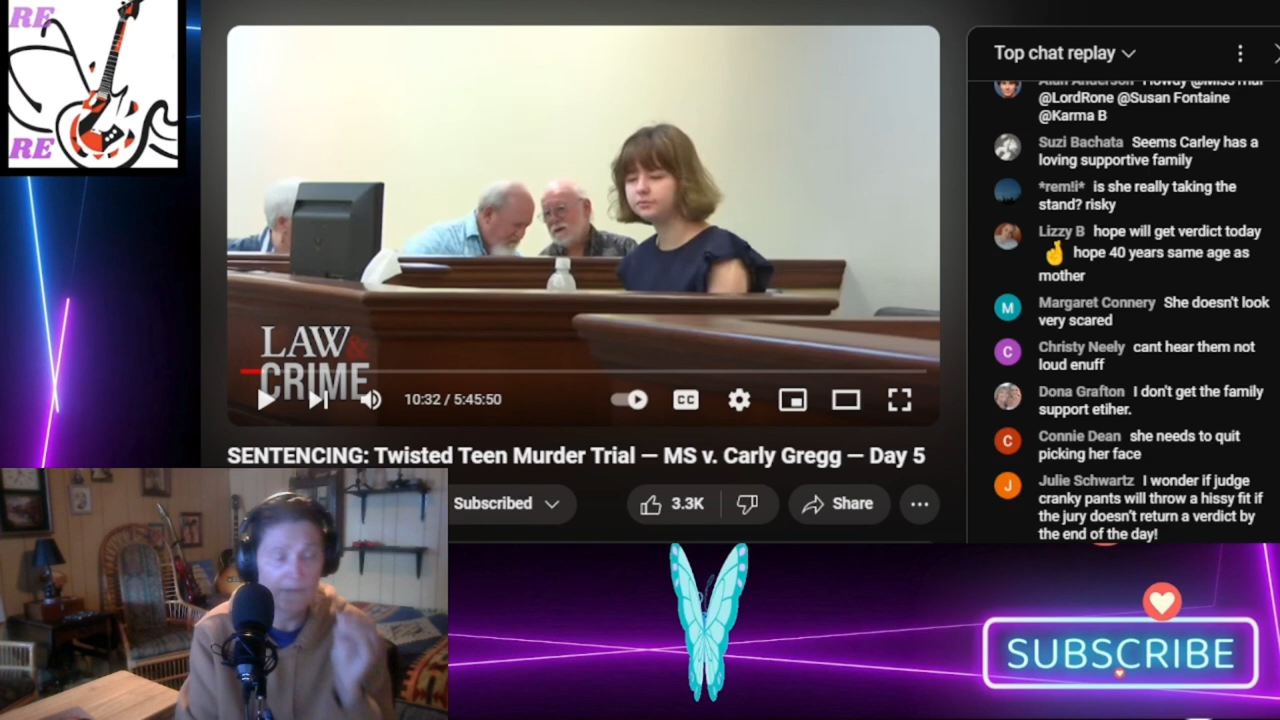 RE
RE
LAW&
CRIME
10:32 / 5:45:50
CC
SENTENCING: Twisted Teen Murder Trial — MS v. Carly Gregg — Day 5
Subscribed
3.3K
Share
Top chat replay
@LordRone @Susan Fontaine
@Karma B
Suzi Bachata Seems Carley has a
loving supportive family
*rem!i* is she really taking the
stand? risky
Lizzy B hope will get verdict today
hope 40 years same age as
mother
M
Margaret Connery She doesn't look
very scared
C
Christy Neely cant hear them not
loud enuff
Dona Grafton I don't get the family
support etiher.
C
Connie Dean she needs to quit
picking her face
J
Julie Schwartz I wonder if judge
cranky pants will throw a hissy fit if
the jury doesn't return a verdict by
the end of the day!
SUBSCRIBE